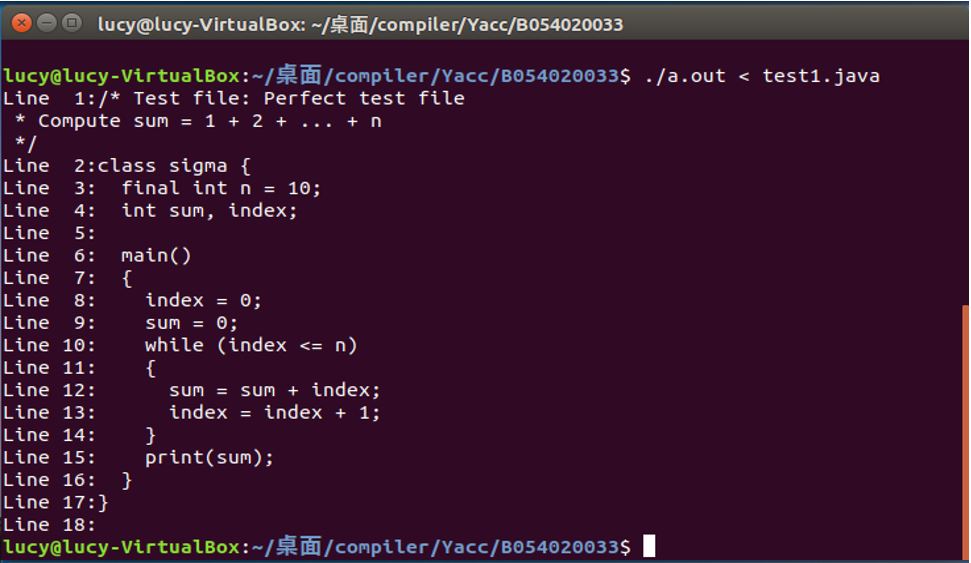 lucy@lucy-VirtualBox: ~/桌面/compiler/Yacc/B054020033
lucy@lucy-VirtualBox:~/桌面/compiler/Yacc/B054020033$ ./a.out < test1.java
Line  1:/* Test file: Perfect test file
 * Compute sum = 1 + 2 + ... + n
 */
Line  2:class sigma {
Line  3:  final int n = 10;
Line  4:  int sum, index;
Line  5:
Line  6:  main()
Line  7:  {
Line  8:    index = 0;
Line  9:    sum = 0;
Line 10:    while (index <= n)
Line 11:    {
Line 12:      sum = sum + index;
Line 13:      index = index + 1;
Line 14:    }
Line 15:    print(sum);
Line 16:  }
Line 17:}
Line 18:
lucy@lucy-VirtualBox:~/桌面/compiler/Yacc/B054020033$